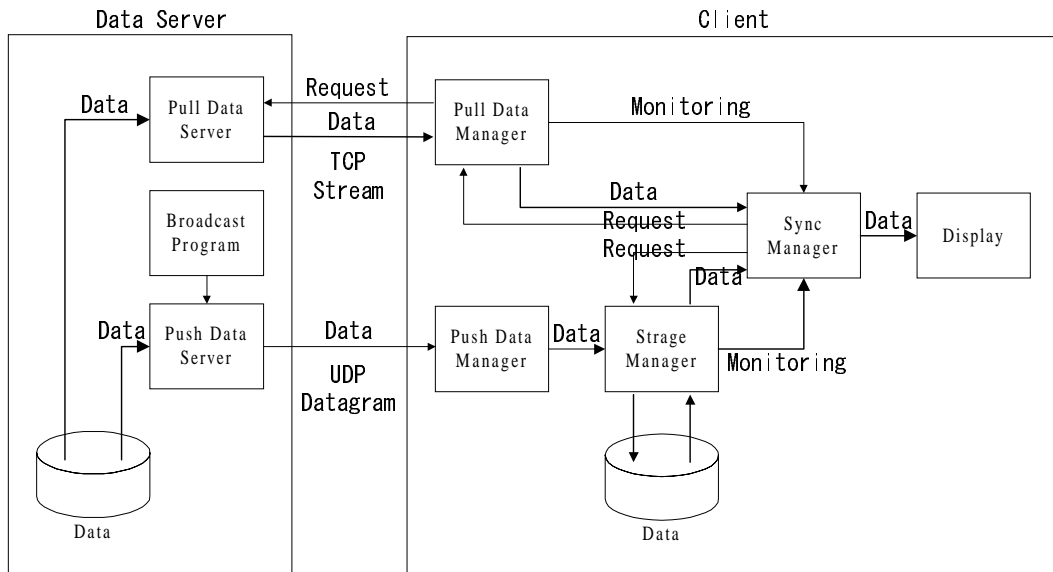 Data Server
Client
Request
Data
Pull Data
Server
Data
TCP
Stream
Pull Data
Manager
Monitoring
Data
Request
Request
Data
Sync
Manager
Data
Display
Broadcast
Program
Data
Push Data
Server
Data
UDP
Datagram
Push Data
Manager
Data
Strage
Manager
Monitoring
Data
Data